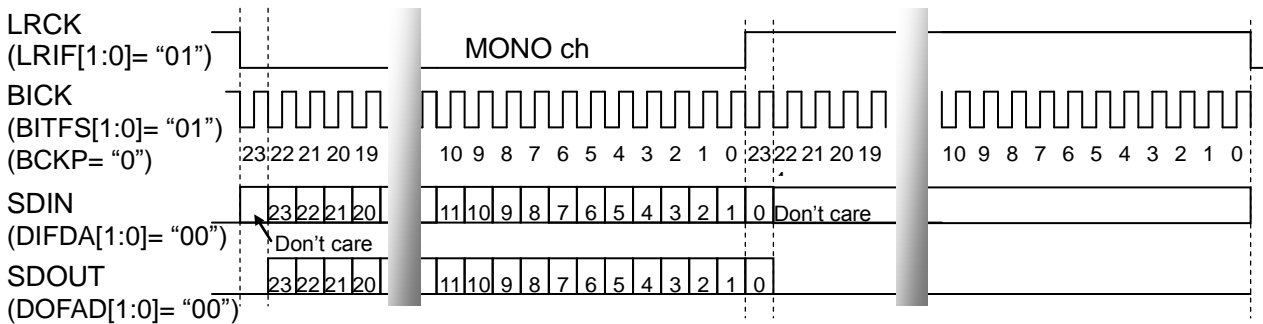 LRCK
(LRIF[1:0]= “01”)
MONO ch
BICK
(BITFS[1:0]= “01”)
(BCKP= “0”)
23 22 21 20 19 10 9 8 7 6 5 4 3 2 1 0 23 22 21 20 19 10 9 8 7 6 5 4 3 2 1 0
SDIN
(DIFDA[1:0]= “00”)
23 22 21 20 11 10 9 8 7 6 5 4 3 2 1 0 Don’t care
Don’t care
SDOUT
(DOFAD[1:0]= “00”)
23 22 21 20 11 10 9 8 7 6 5 4 3 2 1 0